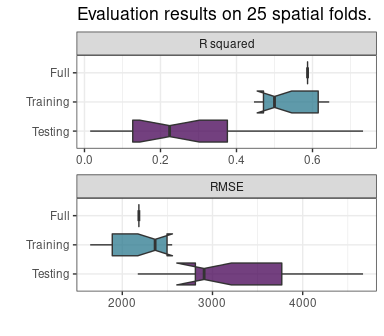 Evaluation results on 25 spatial folds.
R squared
Full
Training
Testing
0.0 0.2 0.4 0.6
RMSE
Full
Training
Testing
2000 3000 4000